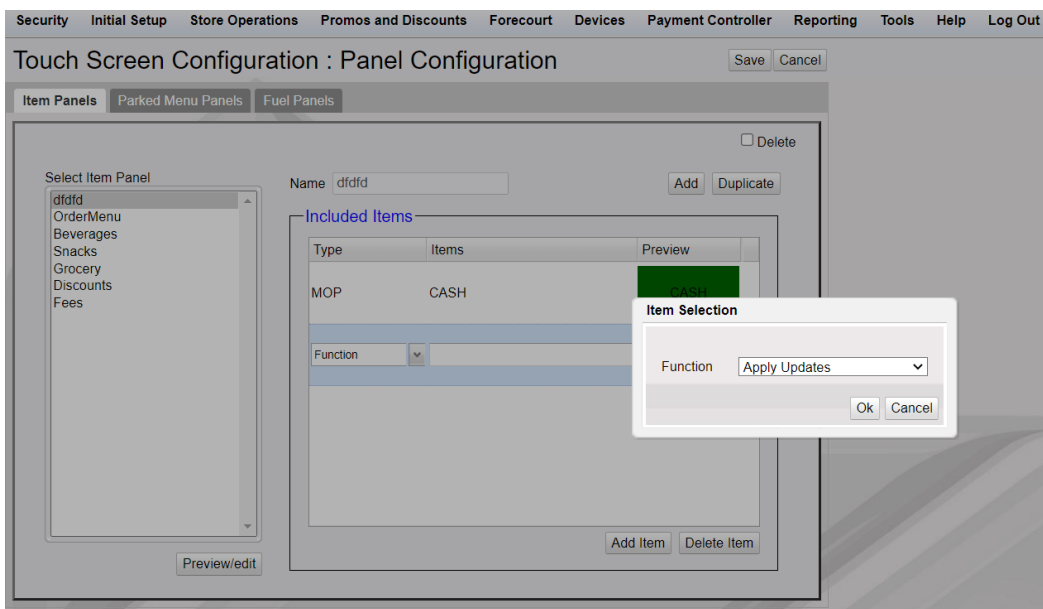 Security Initial Setup Store Operations Promos and Discounts Forecourt Devices Payment Controller Reporting Tools Help Log Out
Touch Screen Configuration : Panel Configuration
Save Cancel
Item Panels Parked Menu Panels Fuel Panels
Delete
Select Item Panel
Name dfdfd
Add Duplicate
dfdfd
OrderMenu
Beverages
Snacks
Grocery
Discounts
Fees
Included Items
Type Items Preview
MOP CASH CASH
Function
Item Selection
Function Apply Updates
Ok Cancel
Add Item Delete Item
Preview/edit